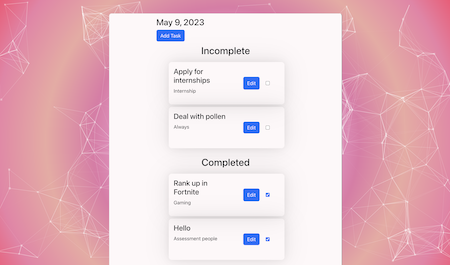 May 9, 2023
Add Task
Incomplete
Apply for
internships
Edit
Internship
Deal with pollen
Edit
Always
Completed
Rank up in
Fortnite
Edit
Gaming
Hello
Edit
Assessment people